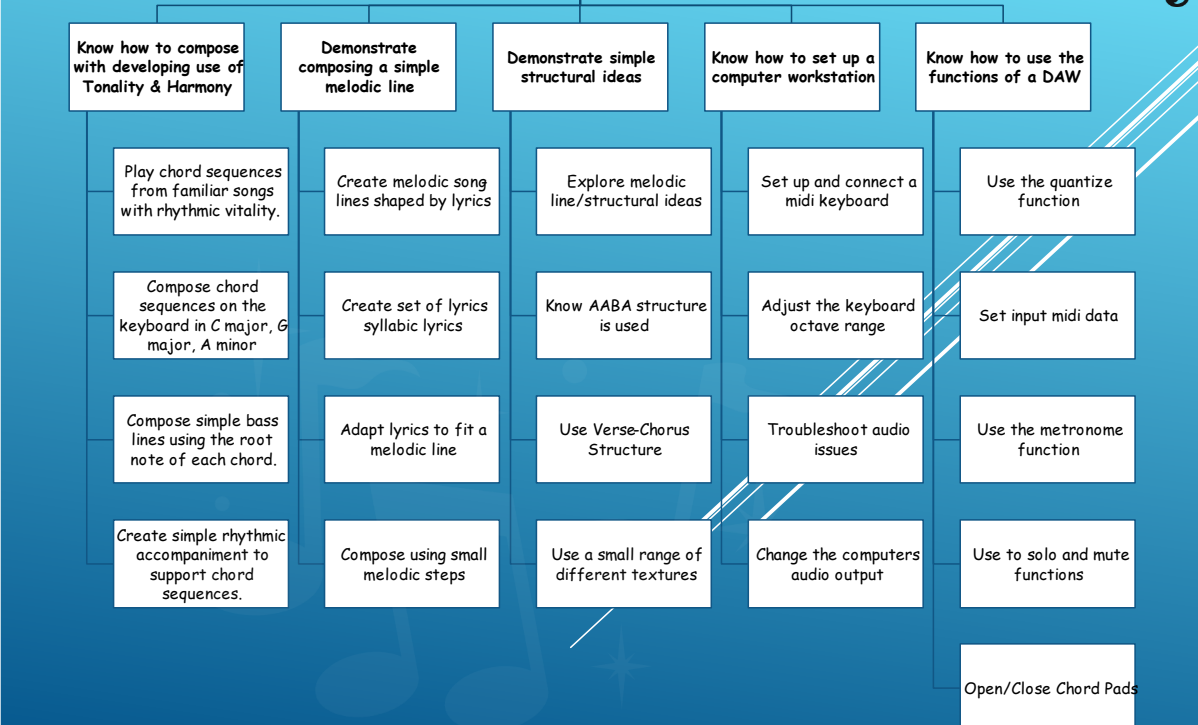 Know how to compose
with developing use of
Tonality & Harmony
Play chord sequences
from familiar songs
with rhythmic vitality.
Compose chord
sequences on the
keyboard in C major, G
major, A minor
Compose simple bass
lines using the root
note of each chord.
Create simple rhythmic
accompaniment to
support chord
sequences.
Demonstrate
composing a simple
melodic line
Create melodic song
lines shaped by lyrics
Create set of lyrics
syllabic lyrics
Adapt lyrics to fit a
melodic line
Compose using small
melodic steps
Demonstrate simple
structural ideas
Explore melodic
line/structural ideas
Know AABA structure
is used
Use Verse-Chorus
Structure
Use a small range of
different textures
Know how to set up a
computer workstation
Set up and connect a
midi keyboard
Adjust the keyboard
octave range
Troubleshoot audio
issues
Change the computers
audio output
Know how to use the
functions of a DAW
Use the quantize
function
Set input midi data
Use the metronome
function
Use to solo and mute
functions
Open/Close Chord Pads